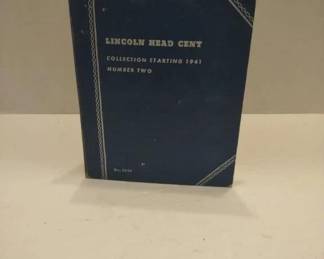 LINCOLN HEAD CENT
COLLECTION STARTING 1941
NUMBER TWO